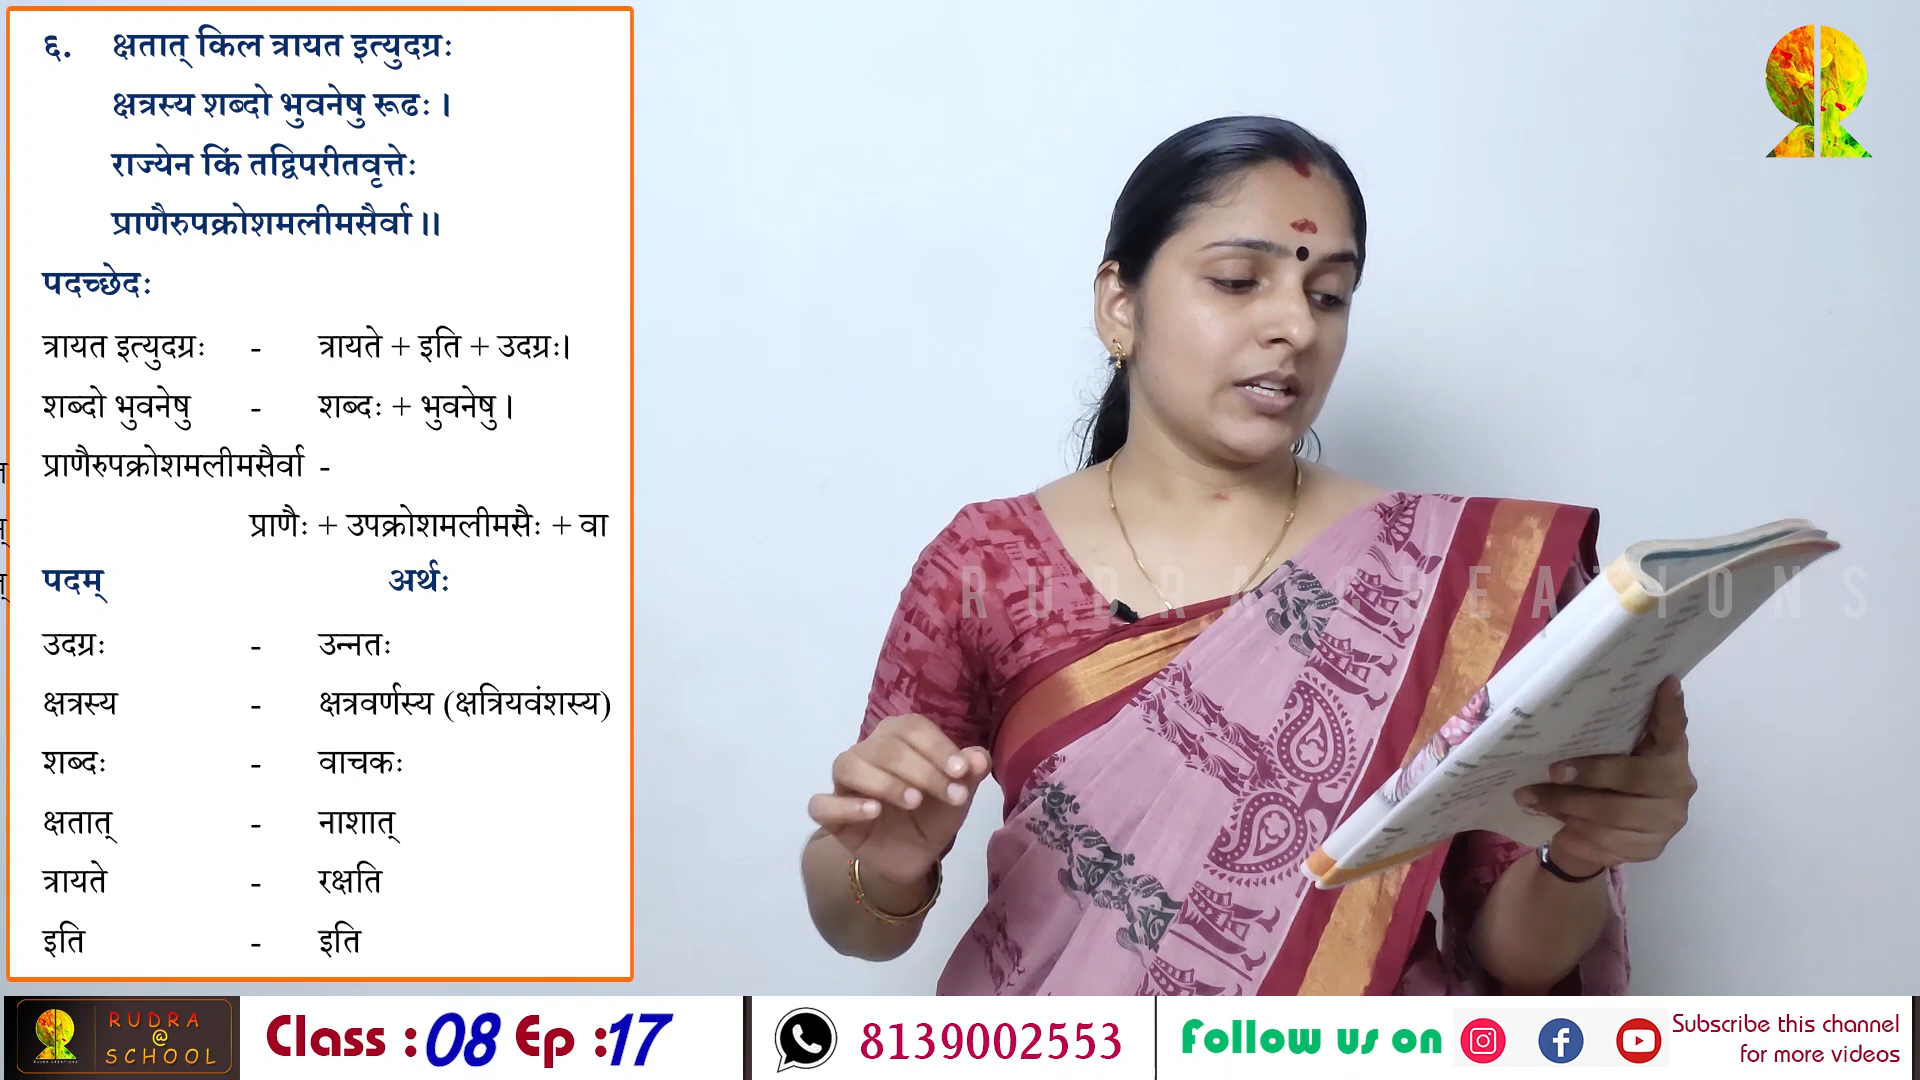 ६. क्षतात् किल त्रायत इत्युदग्रः
क्षत्रस्य शब्दो भुवनेषु रूढः ।
राज्येन किं तद्विपरीतवृत्तेः
प्राणैरुपक्रोशमलीमसैर्वा ॥
पदच्छेदः
त्रायत इत्युदग्रः - त्रायते + इति + उदग्रः।
शब्दो भुवनेषु - शब्दः + भुवनेषु ।
प्राणैरुपक्रोशमलीमसैर्वा -
प्राणैः + उपक्रोशमलीमसैः + वा
पदम् अर्थः
उदग्रः - उन्नतः
क्षत्रस्य - क्षत्रवर्णस्य (क्षत्रियवंशस्य)
शब्दः - वाचकः
क्षतात् - नाशात्
त्रायते - रक्षति
इति - इति
RUDRA CREATIONS
RUDRA
@
SCHOOL
Class : 08 Ep :17
8139002553
Follow us on
Subscribe this channel
for more videos